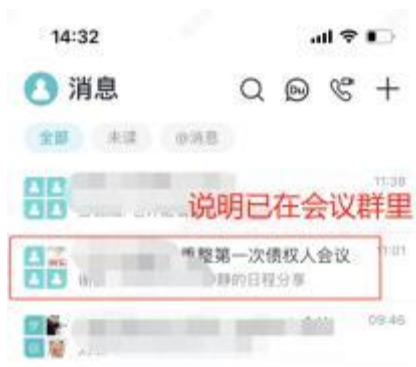 14:32
消息
全部 未读 @消息
11:38
说明已在会议群里
重整第一次债权人会议 11:01
静的日程分享
09:46